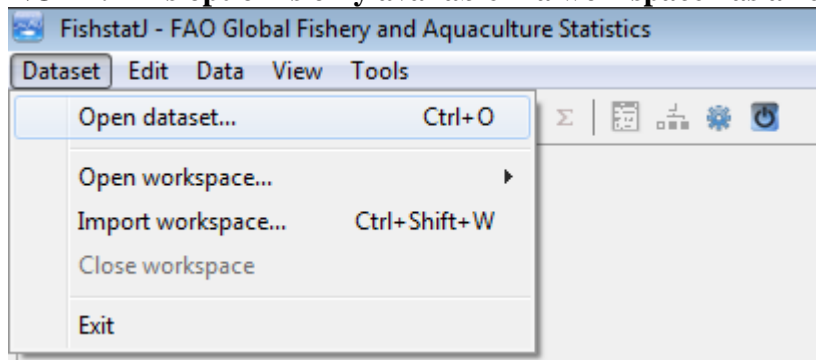 FishstatJ - FAO Global Fishery and Aquaculture Statistics
Dataset Edit Data View Tools
Open dataset... Ctrl+O
Σ
Open workspace...
Import workspace... Ctrl+Shift+W
Close workspace
Exit